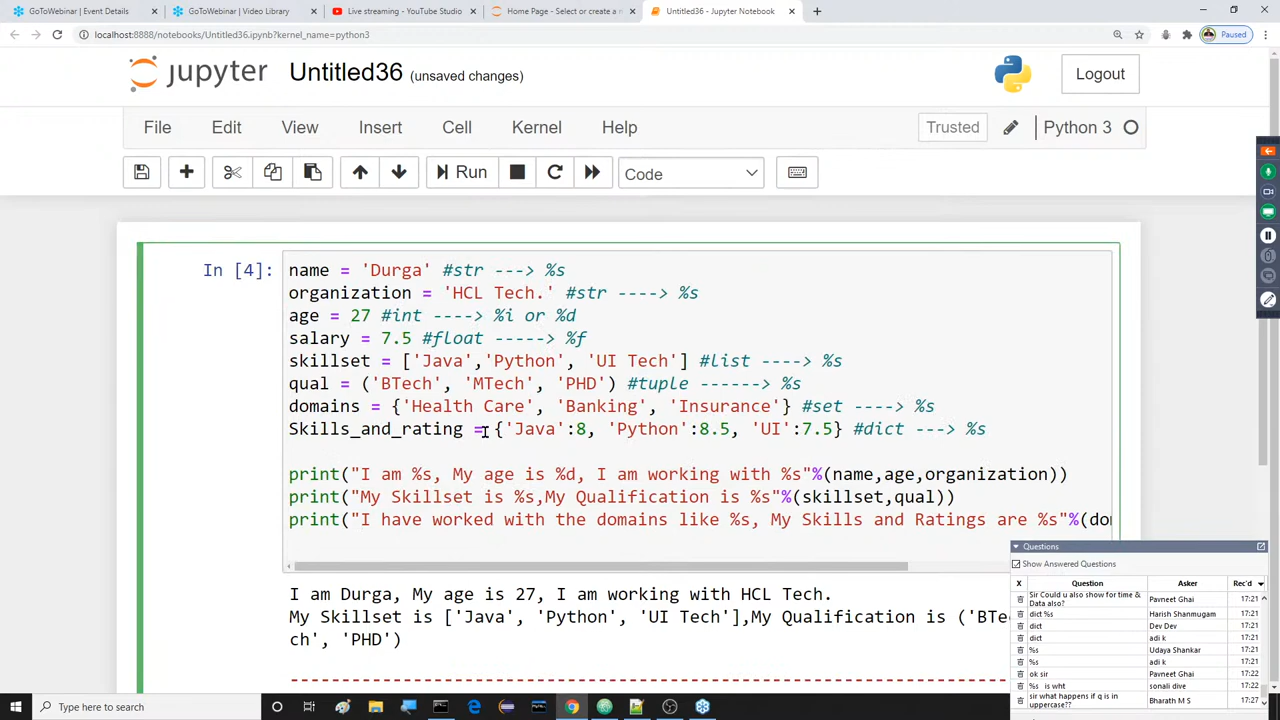 GoToWebinar | Event Details
GoToWebinar | Video Library
Live streaming - YouTube Studio
Home Page - Select or create a n
Untitled36 - Jupyter Notebook
localhost:8888/notebooks/Untitled36.ipynb?kernel_name=python3
Paused
jupyter Untitled36 (unsaved changes)
Logout
File Edit View Insert Cell Kernel Help
Trusted
Python 3
Run
Code
In [4]:
name = 'Durga' #str ---> %s
organization = 'HCL Tech.' #str ----> %s
age = 27 #int ----> %i or %d
salary = 7.5 #float -----> %f
skillset = ['Java','Python', 'UI Tech'] #list ----> %s
qual = ('BTech', 'MTech', 'PHD') #tuple ------> %s
domains = {'Health Care', 'Banking', 'Insurance'} #set ----> %s
Skills_and_rating = {'Java':8, 'Python':8.5, 'UI':7.5} #dict ---> %s
print("I am %s, My age is %d, I am working with %s"%(name,age,organization))
print("My Skillset is %s,My Qualification is %s"%(skillset,qual))
print("I have worked with the domains like %s, My Skills and Ratings are %s"%(do
I am Durga, My age is 27, I am working with HCL Tech.
My Skillset is ['Java', 'Python', 'UI Tech'],My Qualification is ('BTe
ch', 'PHD')
---------------------------------------------------------
Questions
Show Answered Questions
X Question Asker Rec'd
Sir Could u also show for time &
Data also? Pavneet Ghai 17:21
dict %s Harish Shanmugam 17:21
dict Dev Dev 17:21
dict adi k 17:21
%s Udaya Shankar 17:21
%s adi k 17:21
ok sir Pavneet Ghai 17:22
%s is wht sonali dive 17:22
sir what happens if q is in
uppercase?? Bharath M S 17:27
Type here to search